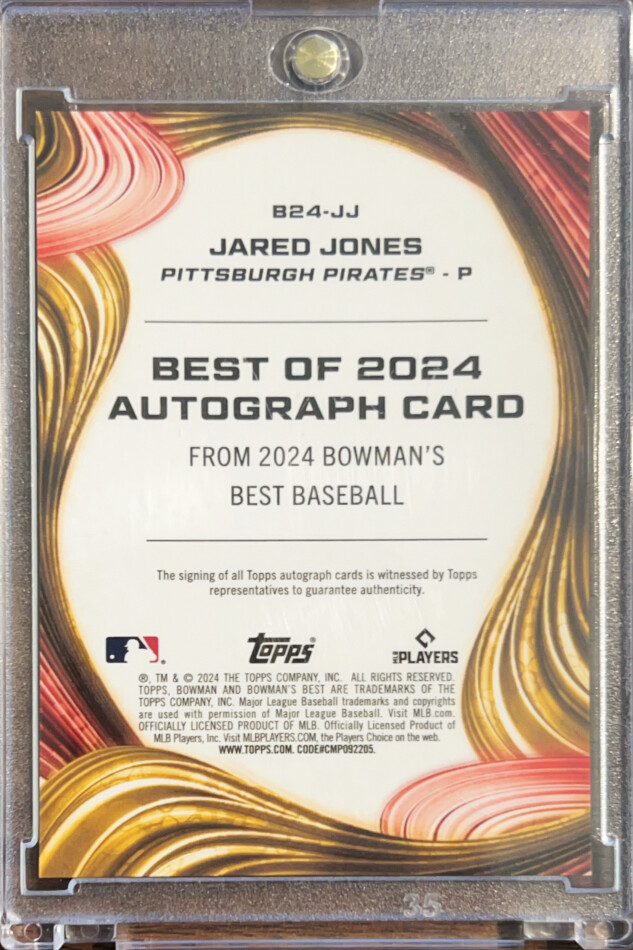 B24-JJ
JARED JONES
PITTSBURGH PIRATES® - P
BEST OF 2024
AUTOGRAPH CARD
FROM 2024 BOWMAN'S
BEST BASEBALL
The signing of all Topps autograph cards is witnessed by Topps
representatives to guarantee authenticity.
Topps®
MLB PLAYERS
®, TM & © 2024 THE TOPPS COMPANY, INC. ALL RIGHTS RESERVED.
TOPPS, BOWMAN AND BOWMAN'S BEST ARE TRADEMARKS OF THE
TOPPS COMPANY, INC. Major League Baseball trademarks and copyrights
are used with permission of Major League Baseball. Visit MLB.com.
OFFICIALLY LICENSED PRODUCT OF MLB. Officially Licensed Product of
MLB Players, Inc. Visit MLBPLAYERS.COM, the Players Choice on the web.
WWW.TOPPS.COM. CODE#CMP092205.
35